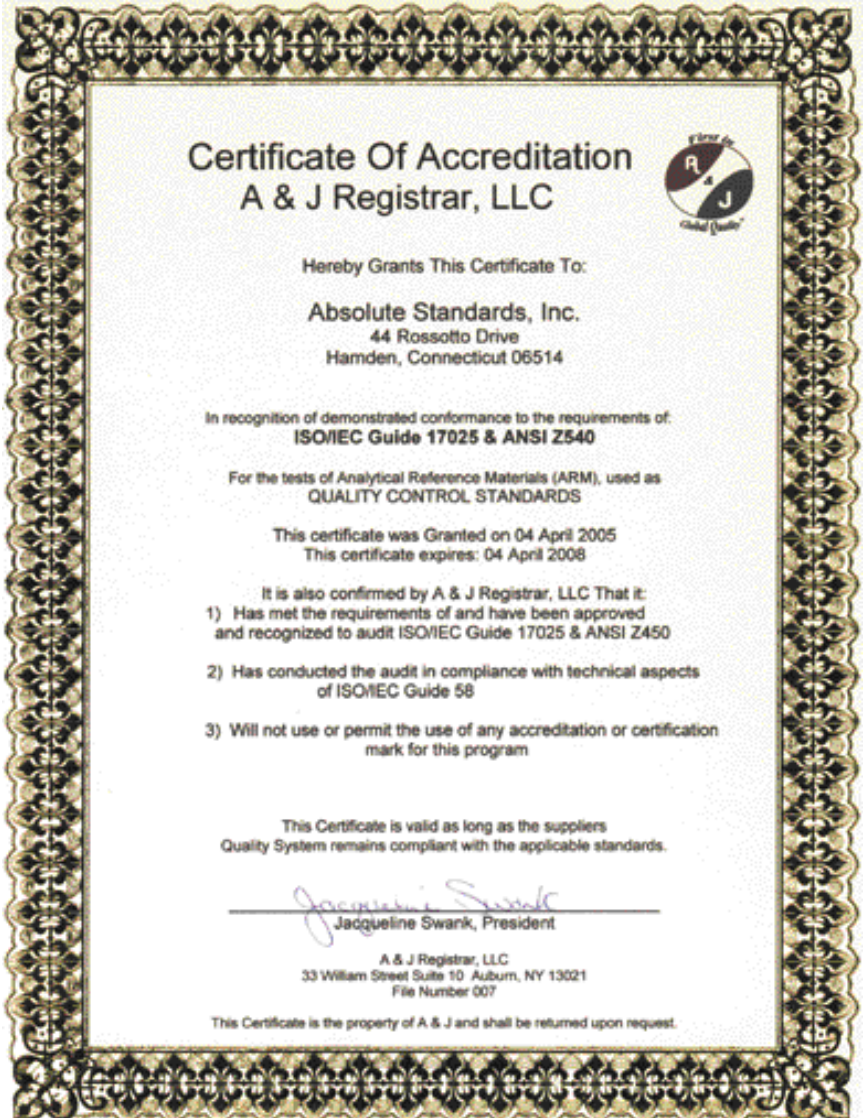 Certificate Of Accreditation
A & J Registrar, LLC
First in
A
&
J
Global Quality™
Hereby Grants This Certificate To:
Absolute Standards, Inc.
44 Rossotto Drive
Hamden, Connecticut 06514
In recognition of demonstrated conformance to the requirements of:
ISO/IEC Guide 17025 & ANSI Z540
For the tests of Analytical Reference Materials (ARM), used as
QUALITY CONTROL STANDARDS
This certificate was Granted on 04 April 2005
This certificate expires: 04 April 2008
It is also confirmed by A & J Registrar, LLC That it:
1) Has met the requirements of and have been approved
and recognized to audit ISO/IEC Guide 17025 & ANSI Z450
2) Has conducted the audit in compliance with technical aspects
of ISO/IEC Guide 58
3) Will not use or permit the use of any accreditation or certification
mark for this program
This Certificate is valid as long as the suppliers
Quality System remains compliant with the applicable standards.
Jacqueline Swank
Jacqueline Swank, President
A & J Registrar, LLC
33 William Street Suite 10 Auburn, NY 13021
File Number 007
This Certificate is the property of A & J and shall be returned upon request.